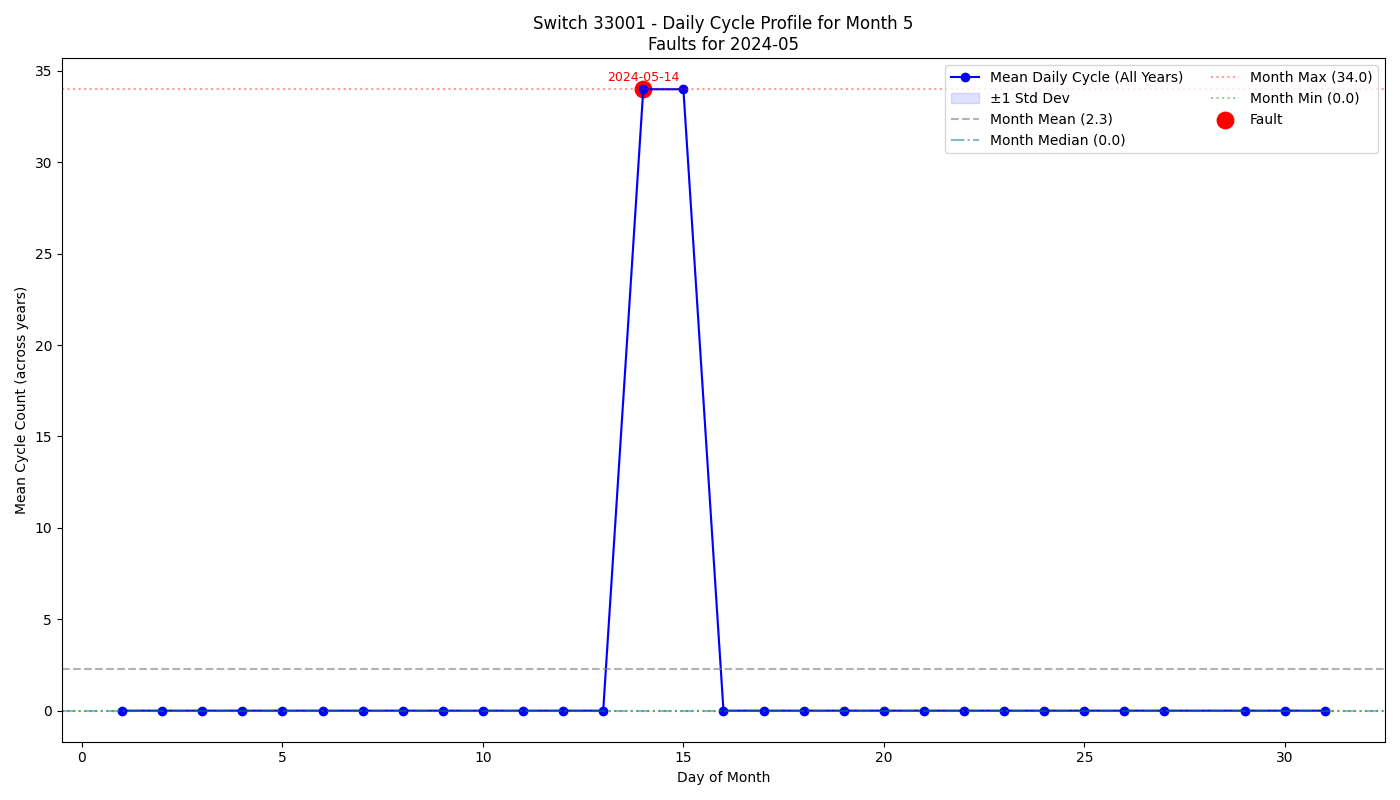 Switch 33001 - Daily Cycle Profile for Month 5
Faults for 2024-05
35
30
25
20
15
10
5
0
Mean Cycle Count (across years)
2024-05-14
Mean Daily Cycle (All Years)
±1 Std Dev
Month Mean (2.3)
Month Median (0.0)
Month Max (34.0)
Month Min (0.0)
Fault
0 5 10 15 20 25 30
Day of Month